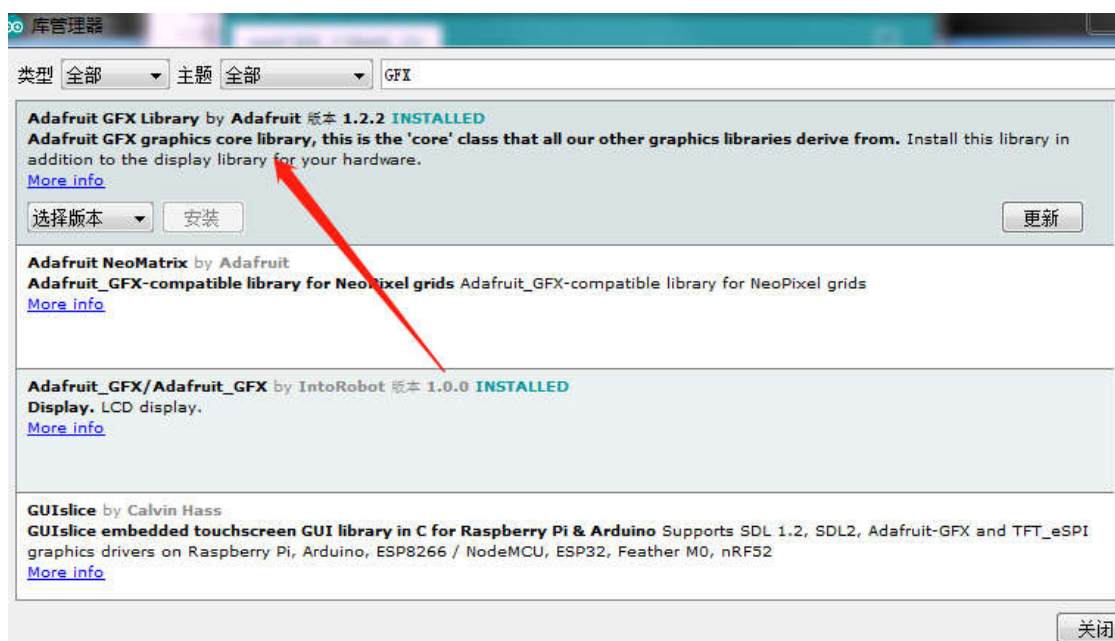 库管理器
类型 全部 主题 全部 GFX
Adafruit GFX Library by Adafruit 版本 1.2.2 INSTALLED
Adafruit GFX graphics core library, this is the 'core' class that all our other graphics libraries derive from. Install this library in
addition to the display library for your hardware.
More info
选择版本 安装 更新
Adafruit NeoMatrix by Adafruit
Adafruit_GFX-compatible library for NeoPixel grids Adafruit_GFX-compatible library for NeoPixel grids
More info
Adafruit_GFX/Adafruit_GFX by IntoRobot 版本 1.0.0 INSTALLED
Display. LCD display.
More info
GUIslice by Calvin Hass
GUIslice embedded touchscreen GUI library in C for Raspberry Pi & Arduino Supports SDL 1.2, SDL2, Adafruit-GFX and TFT_eSPI
graphics drivers on Raspberry Pi, Arduino, ESP8266 / NodeMCU, ESP32, Feather M0, nRF52
More info
关闭